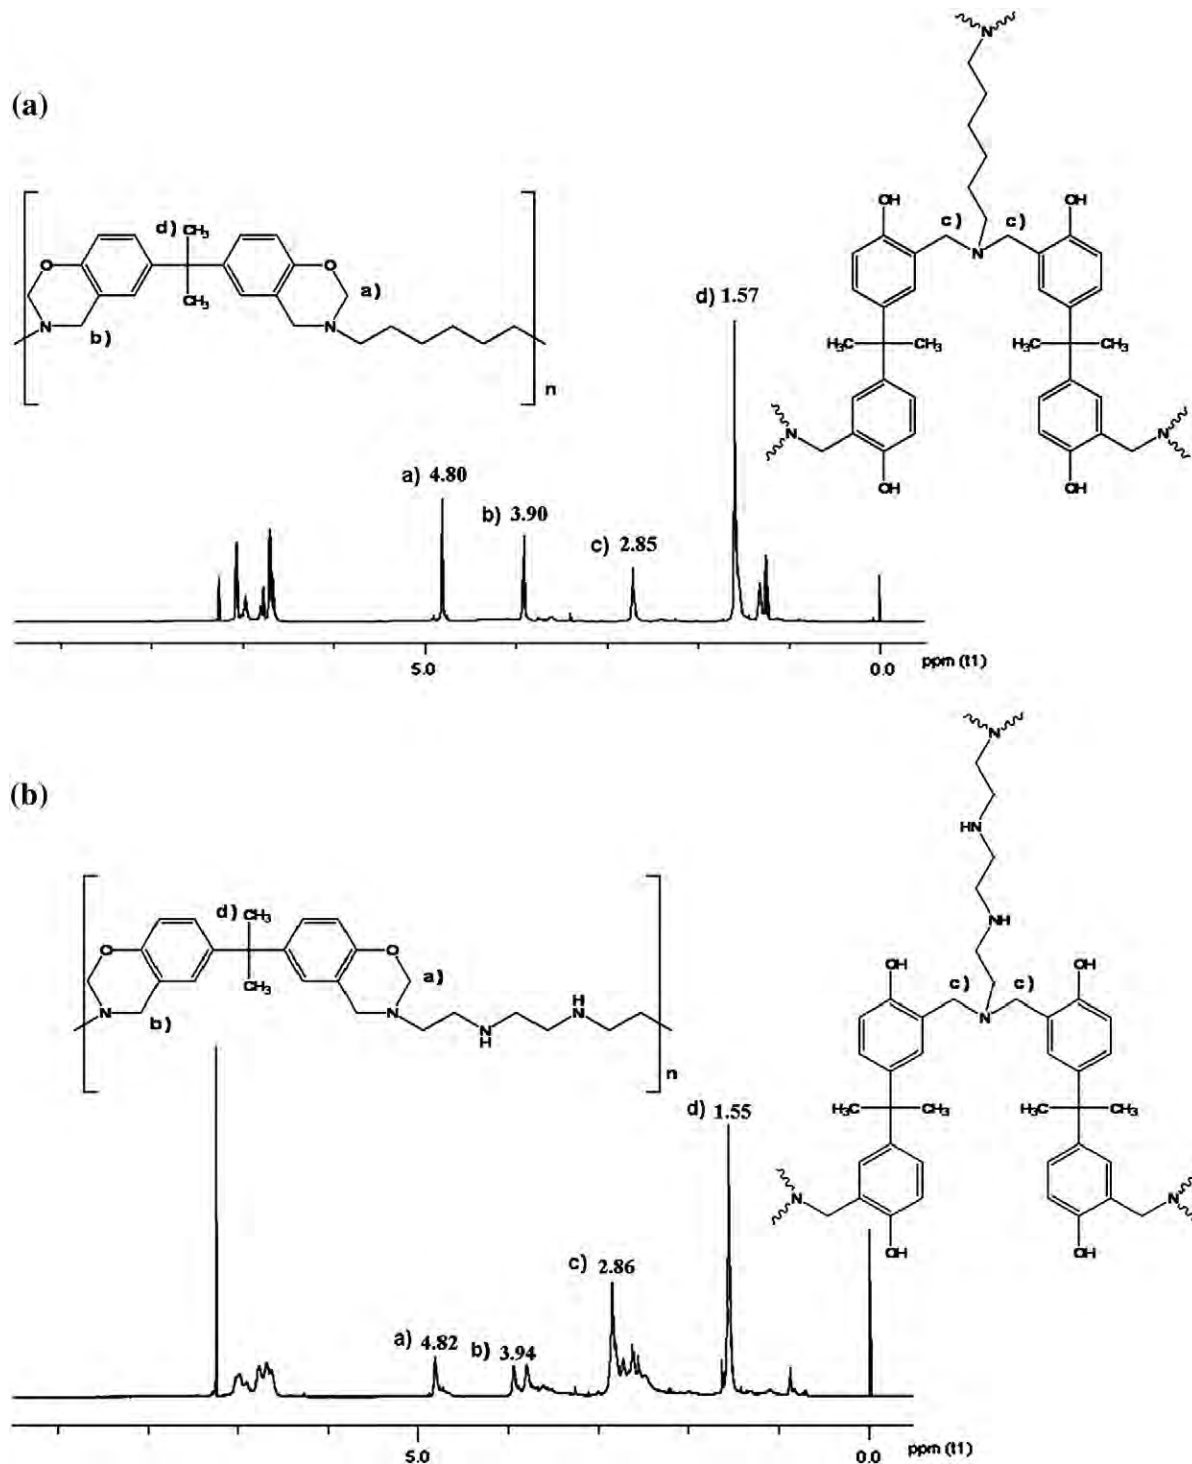 (a)
N
N
OH
OH
c)
c)
N
d)
CH₃
CH₃
O
O
a)
N
N
b)
n
H₃C
CH₃
H₃C
CH₃
N
N
OH
OH
d) 1.57
a) 4.80
b) 3.90
c) 2.85
5.0
0.0
ppm (t1)
(b)
N
HN
NH
OH
OH
c)
c)
N
d) CH₃
CH₃
O
O
a)
N
N
b)
N
H
H
N
n
H₃C
CH₃
H₃C
CH₃
N
N
OH
OH
d) 1.55
c) 2.86
a) 4.82
b) 3.94
5.0
0.0
ppm (t1)